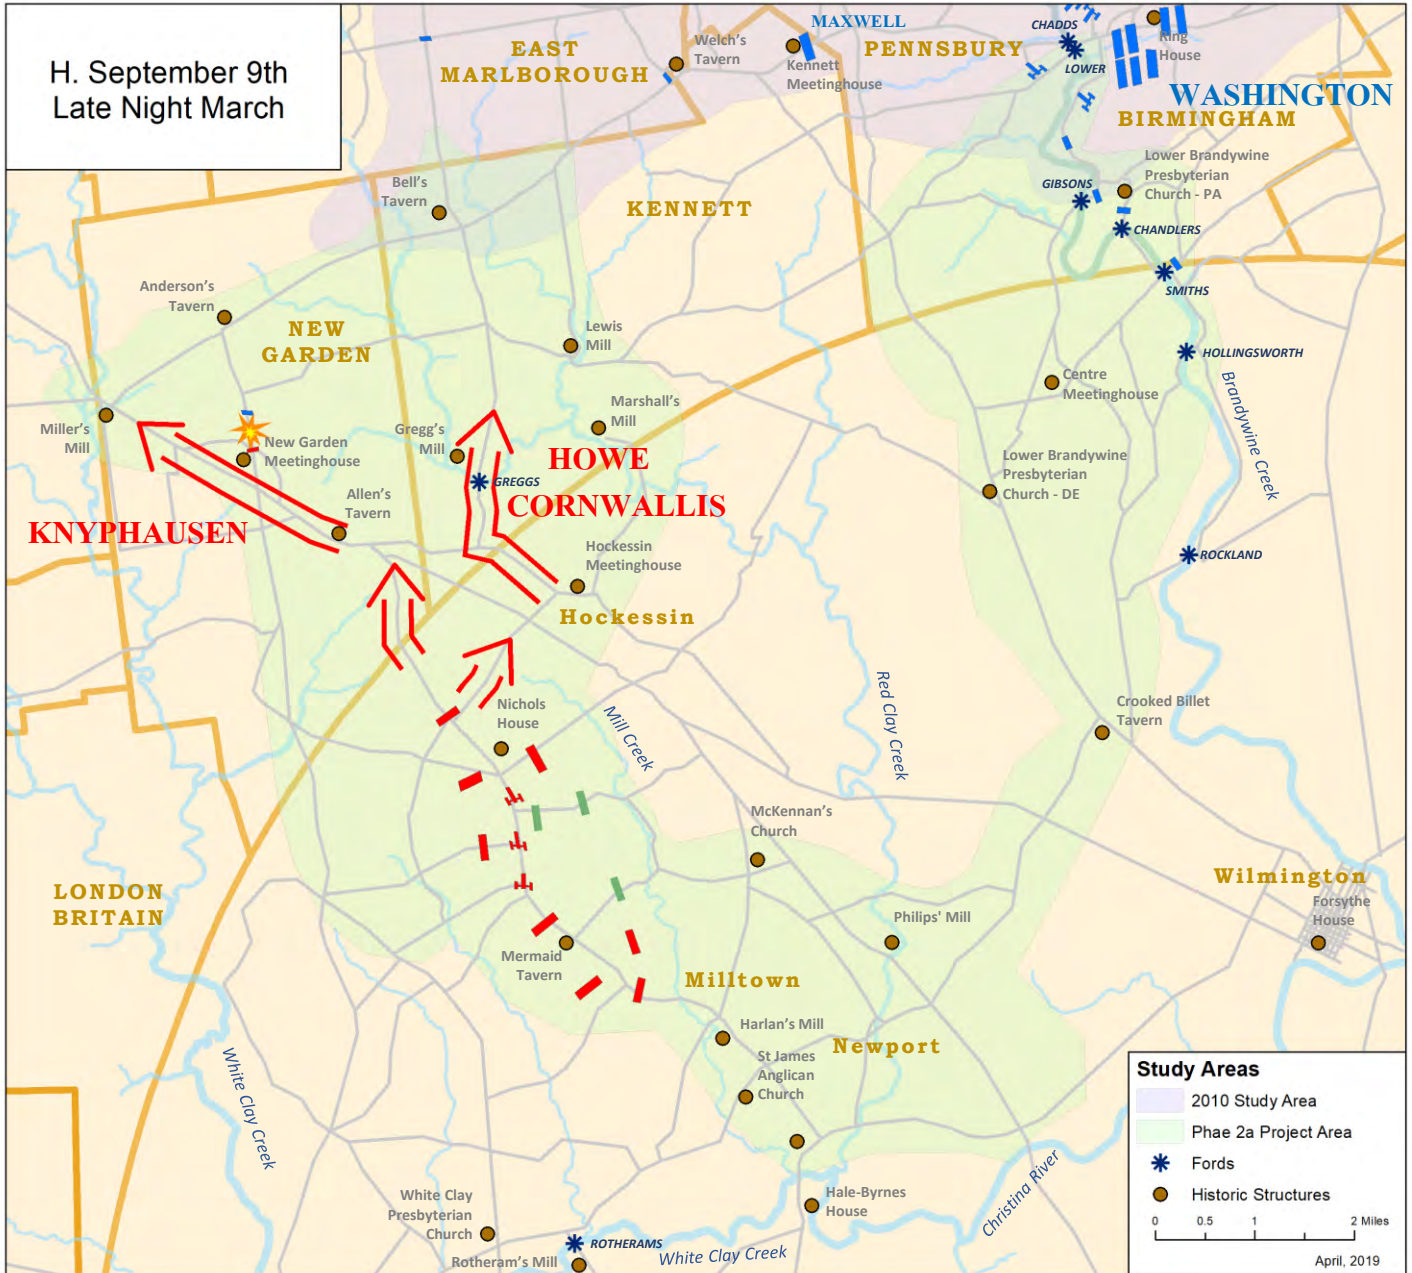 H. September 9th
Late Night March
MAXWELL
CHADDS
LOWER
EAST
MARLBOROUGH
Welch's
Tavern
Kennett
Meetinghouse
PENNSBURY
Ring
House
WASHINGTON
BIRMINGHAM
Lower Brandywine
Presbyterian
Church - PA
GIBSONS
CHANDLERS
SMITHS
Bell's
Tavern
KENNETT
Anderson's
Tavern
NEW
GARDEN
Lewis
Mill
HOLLINGSWORTH
Centre
Meetinghouse
Brandywine Creek
Miller's
Mill
New Garden
Meetinghouse
Gregg's
Mill
Marshall's
Mill
HOWE
GREGGS
CORNWALLIS
Lower Brandywine
Presbyterian
Church - DE
Allen's
Tavern
KNYPHAUSEN
Hockessin
Meetinghouse
ROCKLAND
Hockessin
Nichols
House
Mill Creek
Red Clay Creek
Crooked Billet
Tavern
McKennan's
Church
LONDON
BRITAIN
Wilmington
Forsythe
House
Philips' Mill
Mermaid
Tavern
Milltown
Harlan's Mill
Newport
St James
Anglican
Church
White Clay Creek
White Clay
Presbyterian
Church
Hale-Byrnes
House
Christina River
ROTHERAMS
Rotheram's Mill
White Clay Creek
Study Areas
2010 Study Area
Phae 2a Project Area
Fords
Historic Structures
0 0.5 1 2 Miles
April, 2019